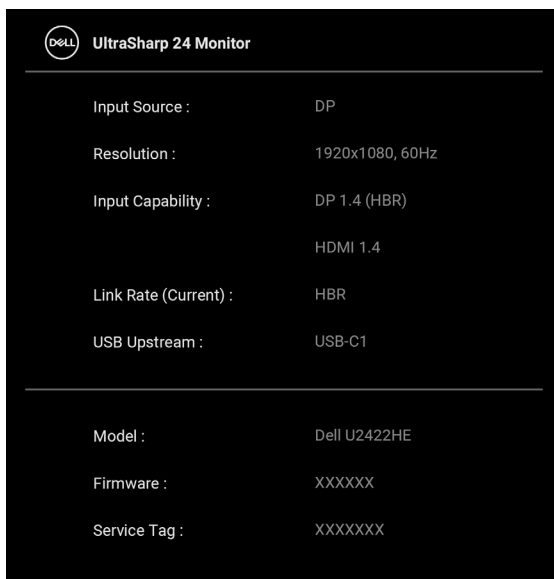 DELL UltraSharp 24 Monitor
Input Source : DP
Resolution : 1920x1080, 60Hz
Input Capability : DP 1.4 (HBR)
HDMI 1.4
Link Rate (Current) : HBR
USB Upstream : USB-C1
Model : Dell U2422HE
Firmware : XXXXXX
Service Tag : XXXXXXX